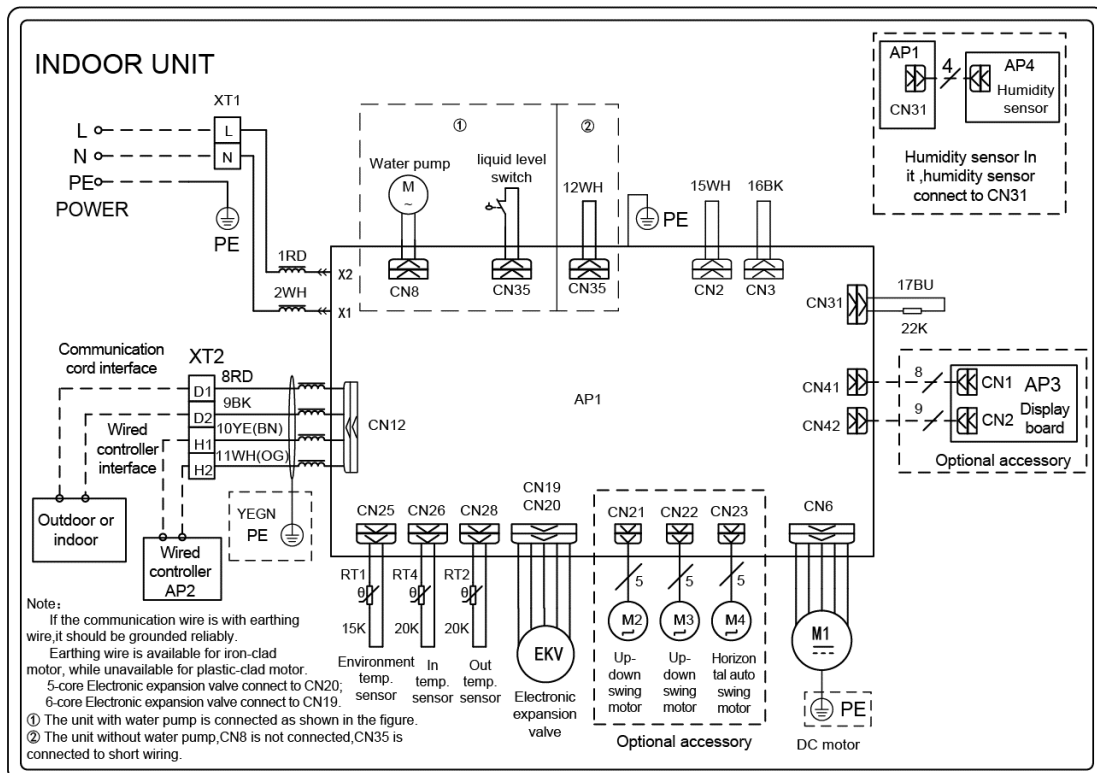 INDOOR UNIT
XT1
L
N
PE
POWER
L
N
PE
①
②
Water pump
M
~
liquid level
switch
12WH
CN8
CN35
CN35
PE
15WH
16BK
CN2
CN3
AP1
CN31
4
AP4
Humidity
sensor
Humidity sensor In
it ,humidity sensor
connect to CN31
1RD
X2
2WH
X1
CN31
17BU
22K
Communication
cord interface
XT2
D1
D2
H1
H2
8RD
9BK
10YE(BN)
11WH(OG)
CN12
Wired
controller
interface
AP1
CN41
CN42
8
9
CN1
CN2
AP3
Display
board
Optional accessory
Outdoor or
indoor
Wired
controller
AP2
YEGN
PE
CN25
CN26
CN28
CN19
CN20
CN21
CN22
CN23
CN6
RT1
RT4
RT2
θ
θ
θ
15K
20K
20K
Environment
temp.
sensor
In
temp.
sensor
Out
temp.
sensor
EKV
Electronic
expansion
valve
5
5
5
M2
M3
M4
Up-
down
swing
motor
Up-
down
swing
motor
Horizon
tal auto
swing
motor
Optional accessory
M1
PE
DC motor
Note:
If the communication wire is with earthing
wire,it should be grounded reliably.
Earthing wire is available for iron-clad
motor, while unavailable for plastic-clad motor.
5-core Electronic expansion valve connect to CN20;
6-core Electronic expansion valve connect to CN19.
① The unit with water pump is connected as shown in the figure.
② The unit without water pump,CN8 is not connected,CN35 is
connected to short wiring.